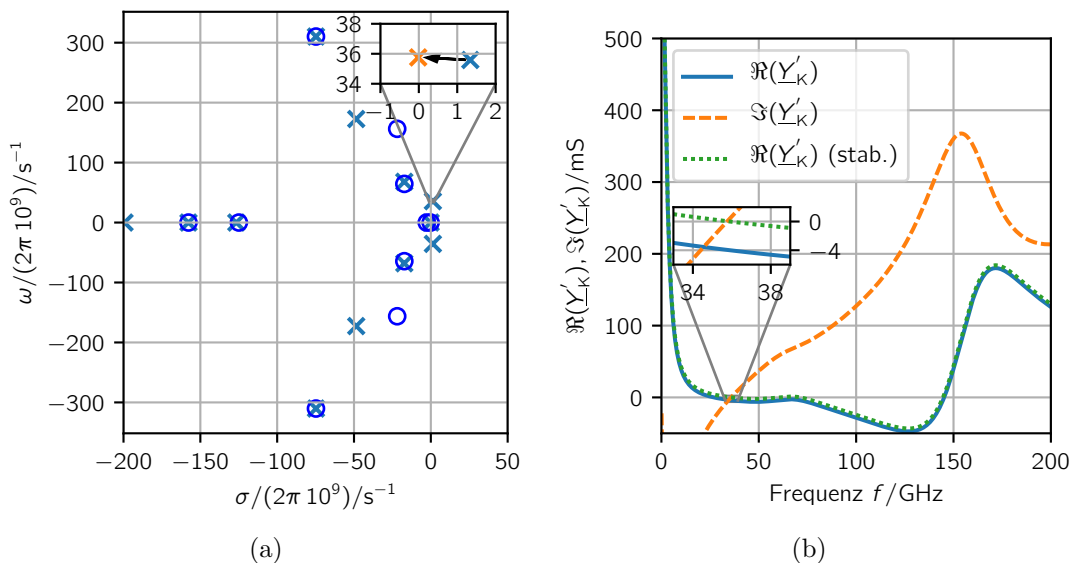 38
36
34
−1 0 1 2
300
200
100
0
−100
−200
−300
−200 −150 −100 −50 0 50
ω/(2π 10⁹)/s⁻¹
σ/(2π 10⁹)/s⁻¹
(a)
500
400
300
200
100
0
ℜ(Y′K)
ℑ(Y′K)
ℜ(Y′K) (stab.)
0
−4
34 38
0 50 100 150 200
ℜ(Y′K), ℑ(Y′K)/mS
Frequenz f/GHz
(b)